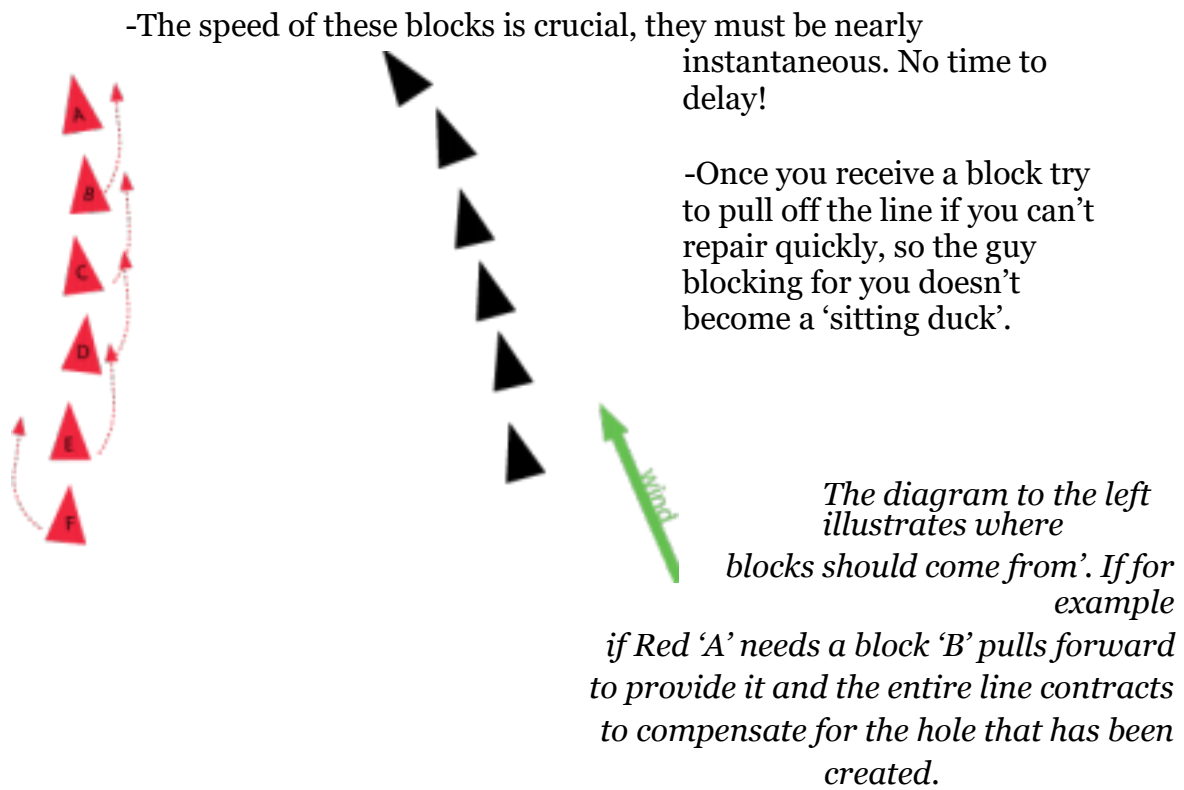 -The speed of these blocks is crucial, they must be nearly
instantaneous. No time to
delay!
-Once you receive a block try
to pull off the line if you can’t
repair quickly, so the guy
blocking for you doesn’t
become a ‘sitting duck’.
A
B
C
D
E
F
wind
The diagram to the left
illustrates where
blocks should come from’. If for
example
if Red ‘A’ needs a block ‘B’ pulls forward
to provide it and the entire line contracts
to compensate for the hole that has been
created.